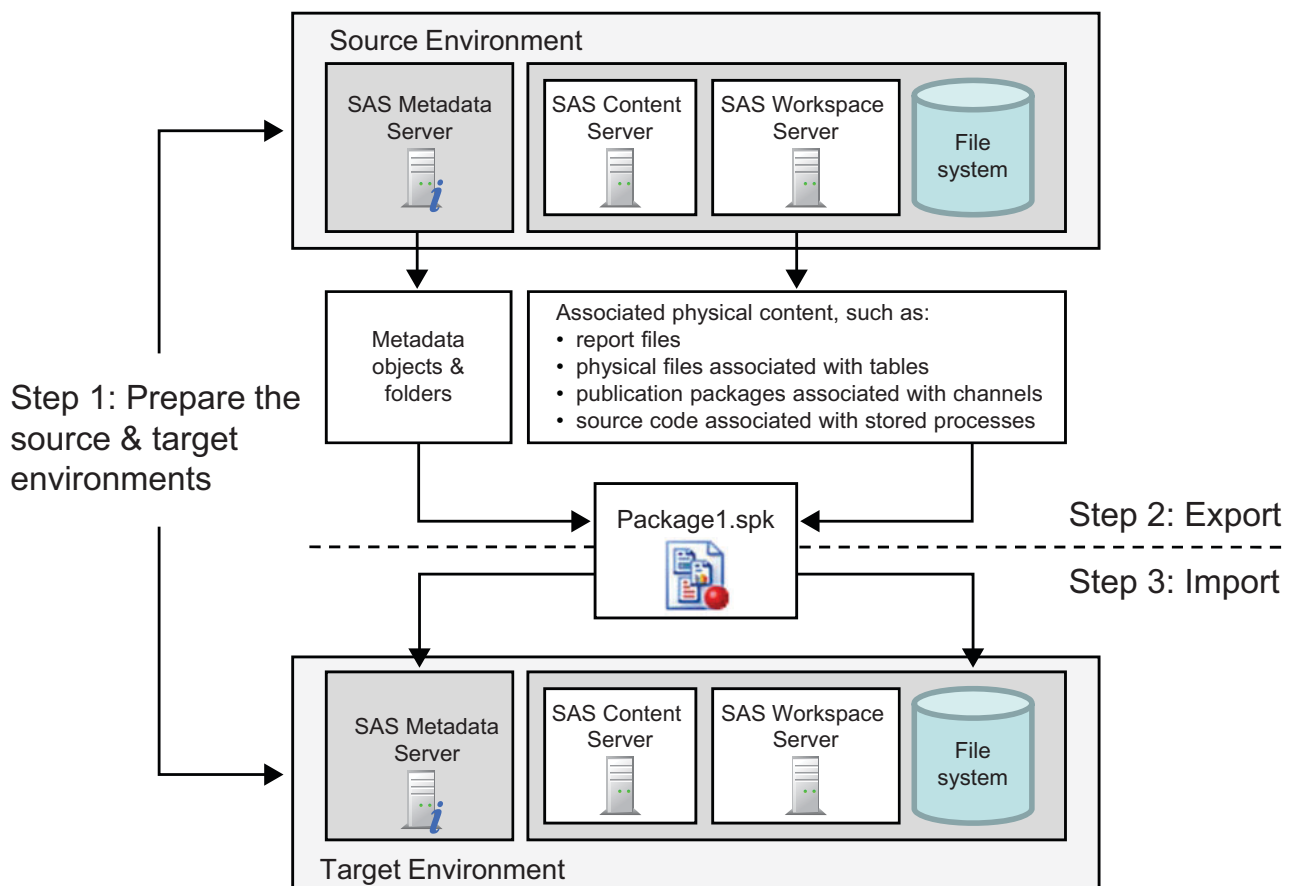 Source Environment
SAS Metadata
Server
SAS Content
Server
SAS Workspace
Server
File
system
Metadata
objects &
folders
Associated physical content, such as:
• report files
• physical files associated with tables
• publication packages associated with channels
• source code associated with stored processes
Step 1: Prepare the
source & target
environments
Package1.spk
Step 2: Export
Step 3: Import
SAS Metadata
Server
SAS Content
Server
SAS Workspace
Server
File
system
Target Environment